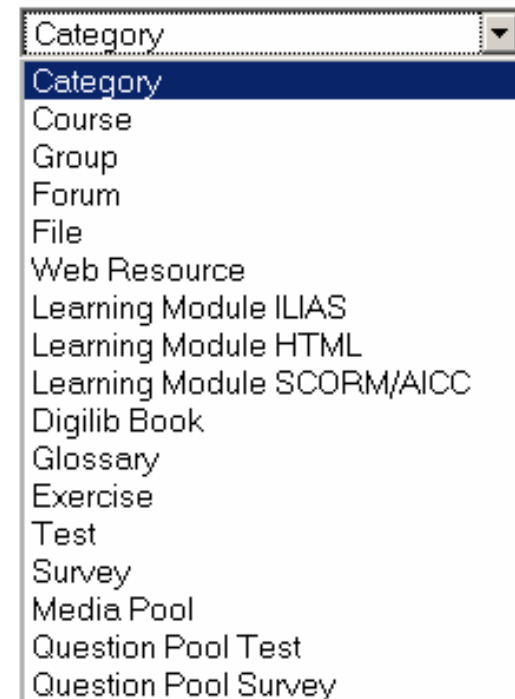 Category
Category
Course
Group
Forum
File
Web Resource
Learning Module ILIAS
Learning Module HTML
Learning Module SCORM/AICC
Digilib Book
Glossary
Exercise
Test
Survey
Media Pool
Question Pool Test
Question Pool Survey